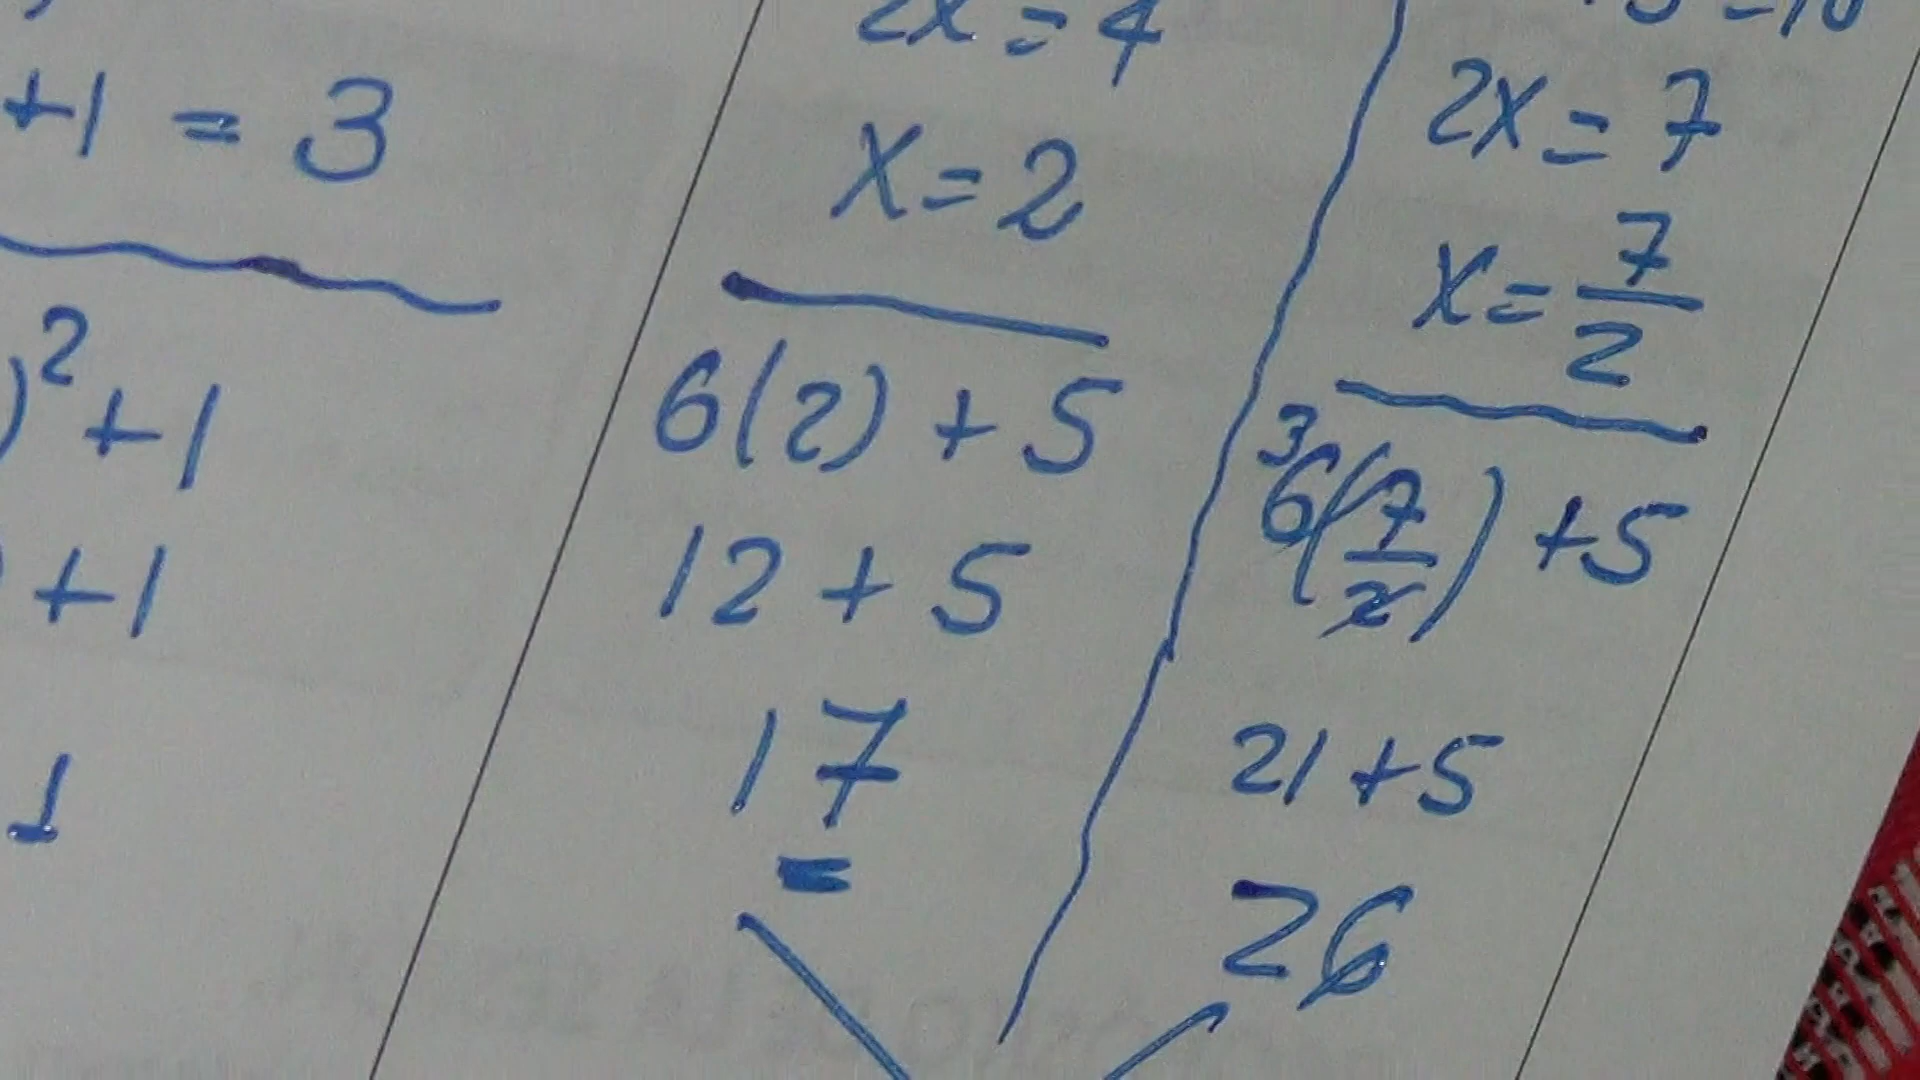 +1 = 3
)² + 1
+ 1
1
2x = 4
x = 2
6(2) + 5
12 + 5
17
=
2x = 7
x = 7/2
³6(7/2) + 5
21 + 5
26